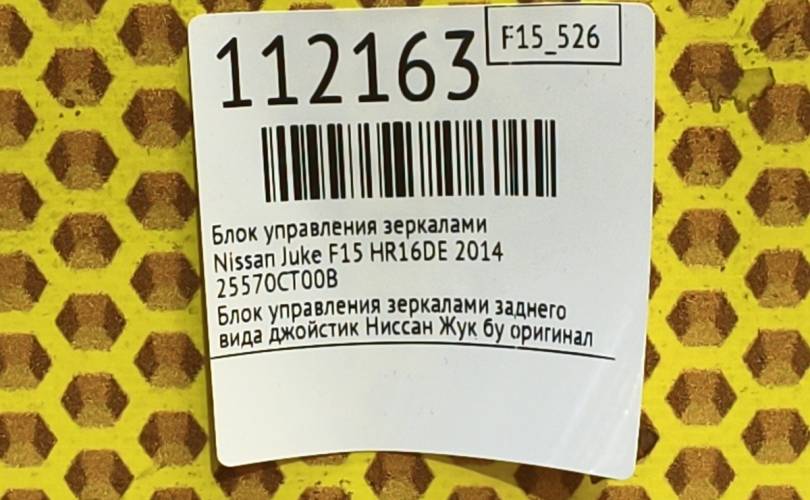 112163
F15_526
Блок управления зеркалами
Nissan Juke F15 HR16DE 2014
25570CT00B
Блок управления зеркалами заднего
вида джойстик Ниссан Жук бу оригинал